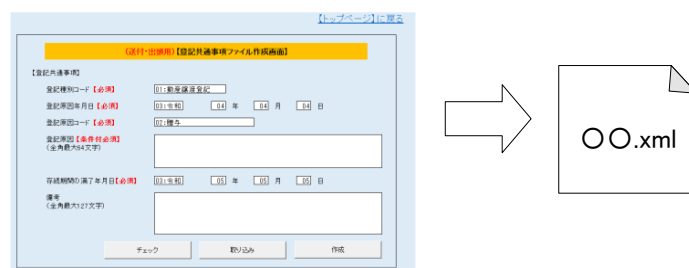 【トップページ】に戻る
(送付・出頭用)【登記共通事項ファイル作成画面】
【登記共通事項】
登記種別コード【必須】 01:動産譲渡登記
登記原因年月日【必須】 03:令和 04 年 04 月 04 日
登記原因コード【必須】 02:贈与
登記原因【条件付必須】
(全角最大64文字)
存続期間の満了年月日【必須】 03:令和 05 年 05 月 05 日
備考
(全角最大127文字)
チェック 取り込み 作成
〇〇.xml